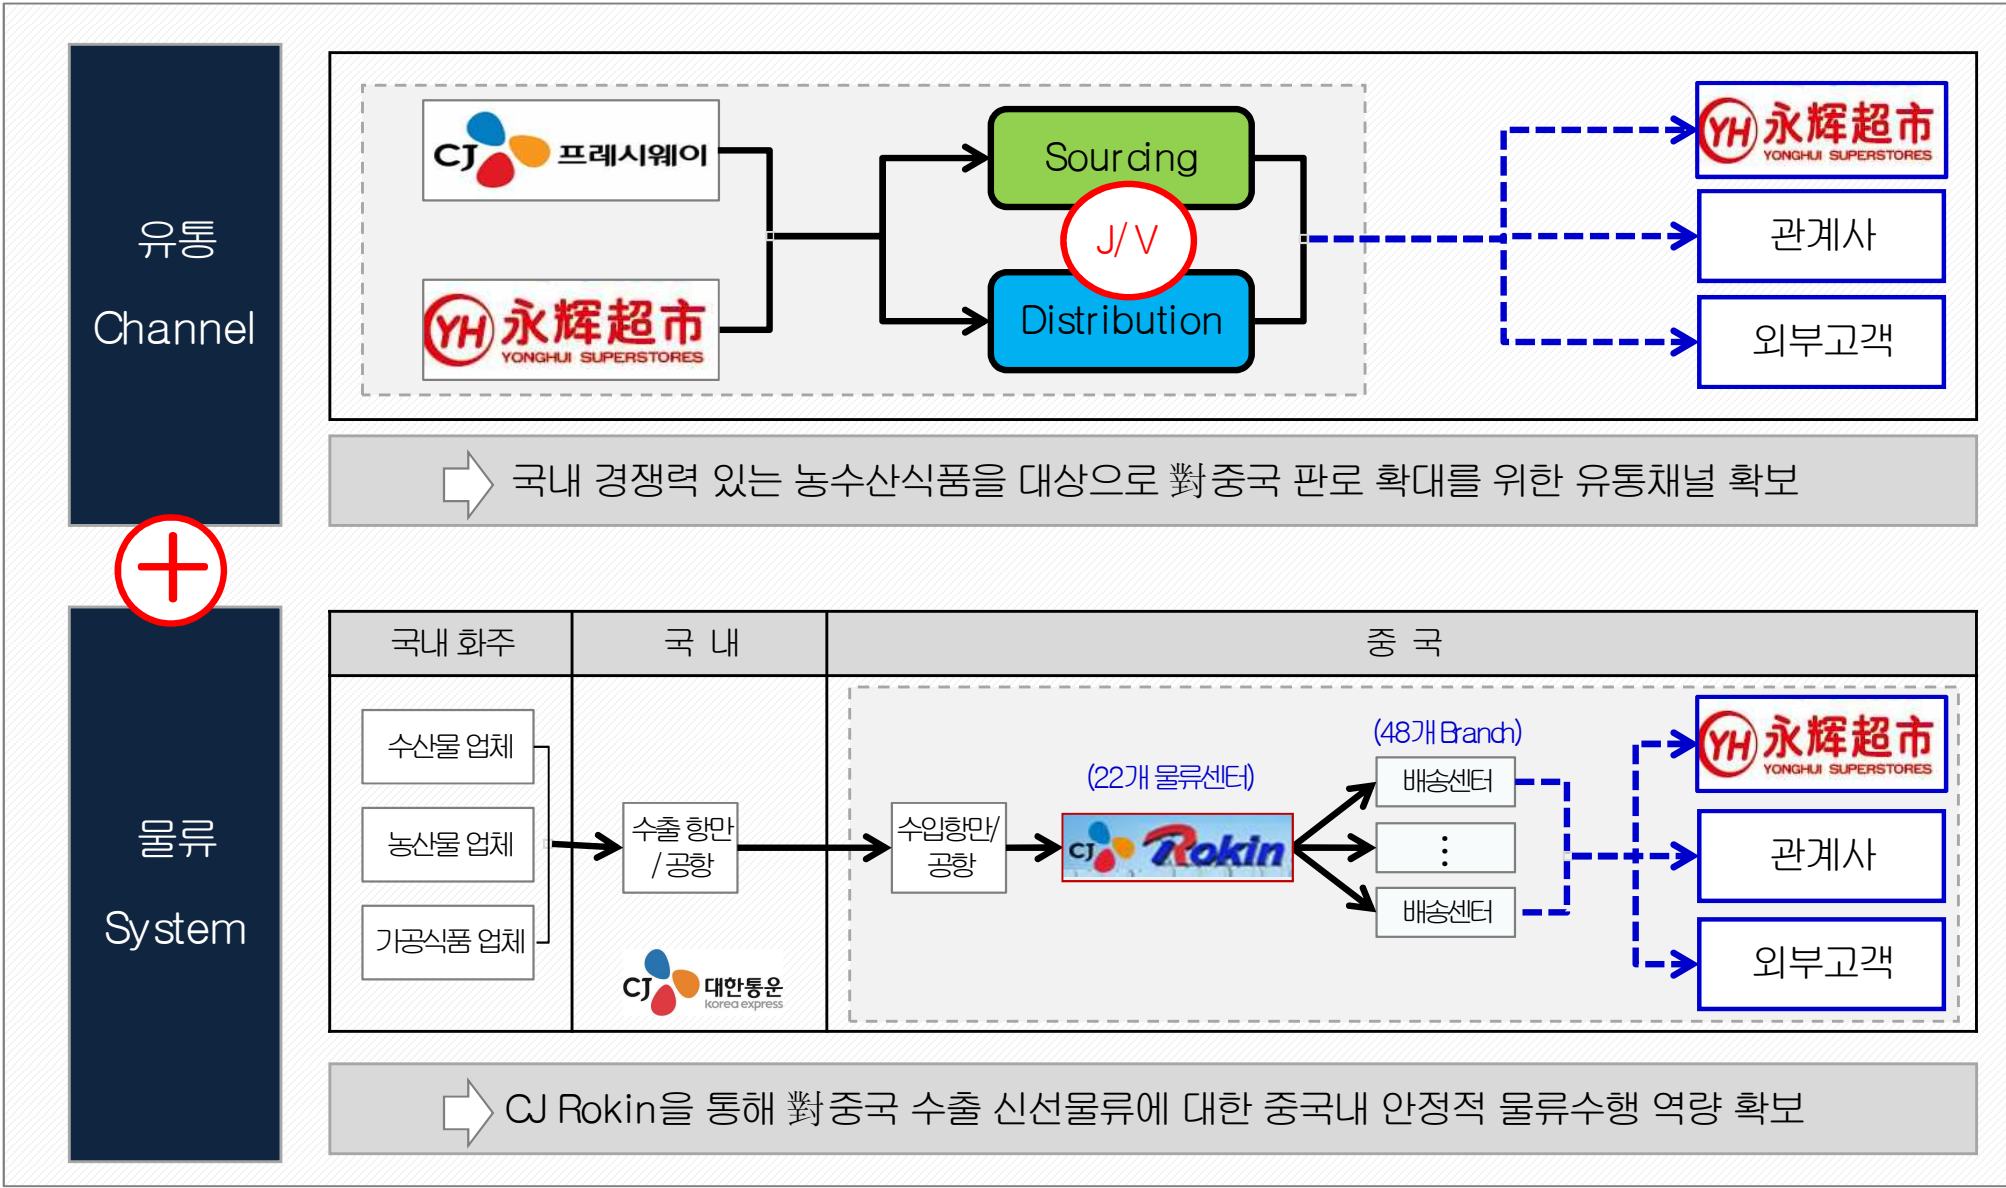 유통
Channel
CJ 프레시웨이
YH 永辉超市
YONGHUI SUPERSTORES
Sourcing
J/V
Distribution
YH 永辉超市
YONGHUI SUPERSTORES
관계사
외부고객
국내 경쟁력 있는 농수산식품을 대상으로 對중국 판로 확대를 위한 유통채널 확보
+
물류
System
국내 화주
국 내
중 국
수산물 업체
농산물 업체
가공식품 업체
수출 항만
/ 공항
CJ 대한통운
korea express
수입항만/
공항
(22개 물류센터)
CJ Rokin
(48개 Branch)
배송센터
⋮
배송센터
YH 永辉超市
YONGHUI SUPERSTORES
관계사
외부고객
CJ Rokin을 통해 對중국 수출 신선물류에 대한 중국내 안정적 물류수행 역량 확보